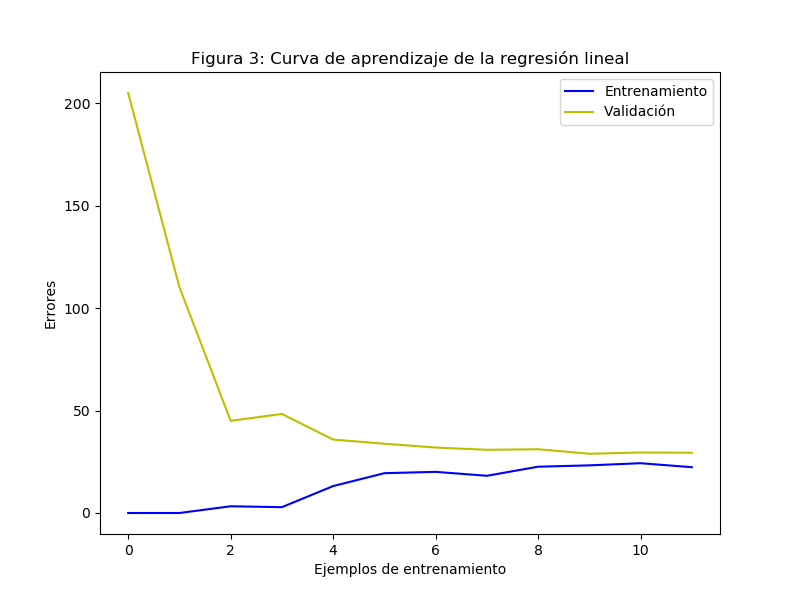 Figura 3: Curva de aprendizaje de la regresión lineal
Entrenamiento
Validación
200
150
100
50
0
Errores
0 2 4 6 8 10
Ejemplos de entrenamiento